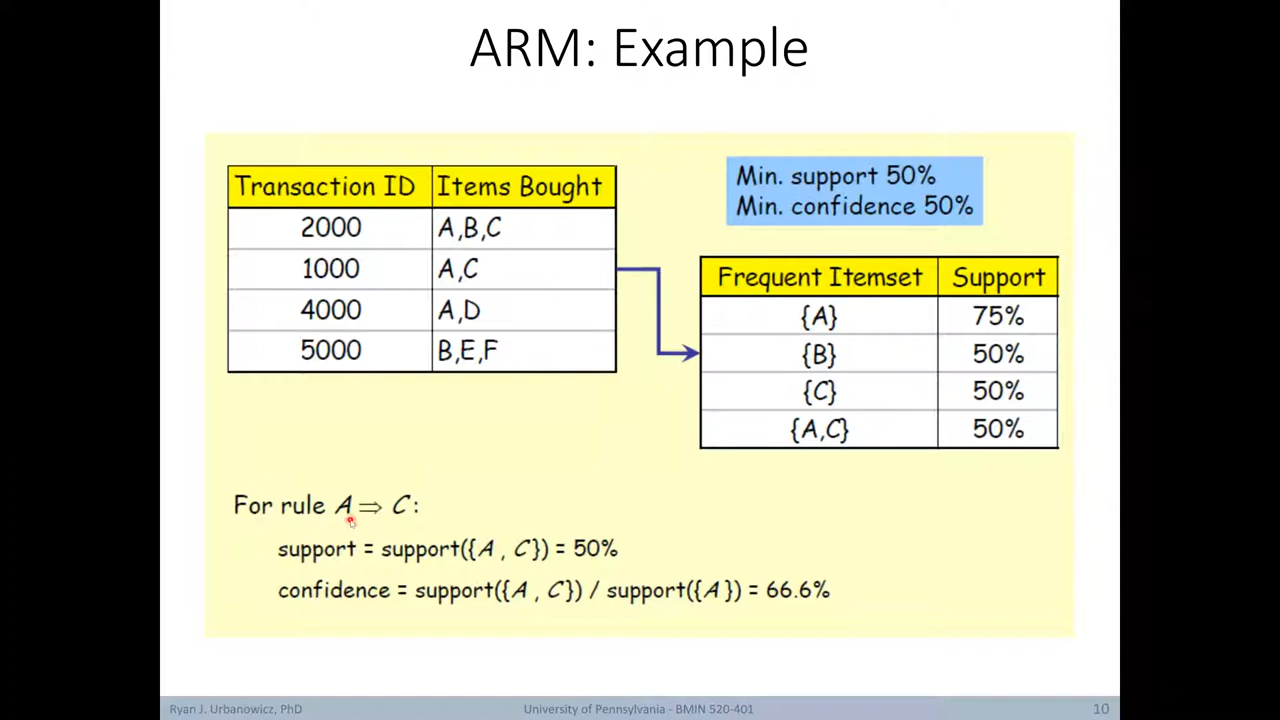 ARM: Example
Transaction ID Items Bought
2000 A,B,C
1000 A,C
4000 A,D
5000 B,E,F
Min. support 50%
Min. confidence 50%
Frequent Itemset Support
{A} 75%
{B} 50%
{C} 50%
{A,C} 50%
For rule A ⇒ C:
support = support({A , C}) = 50%
confidence = support({A , C}) / support({A}) = 66.6%
Ryan J. Urbanowicz, PhD University of Pennsylvania - BMIN 520-401 10